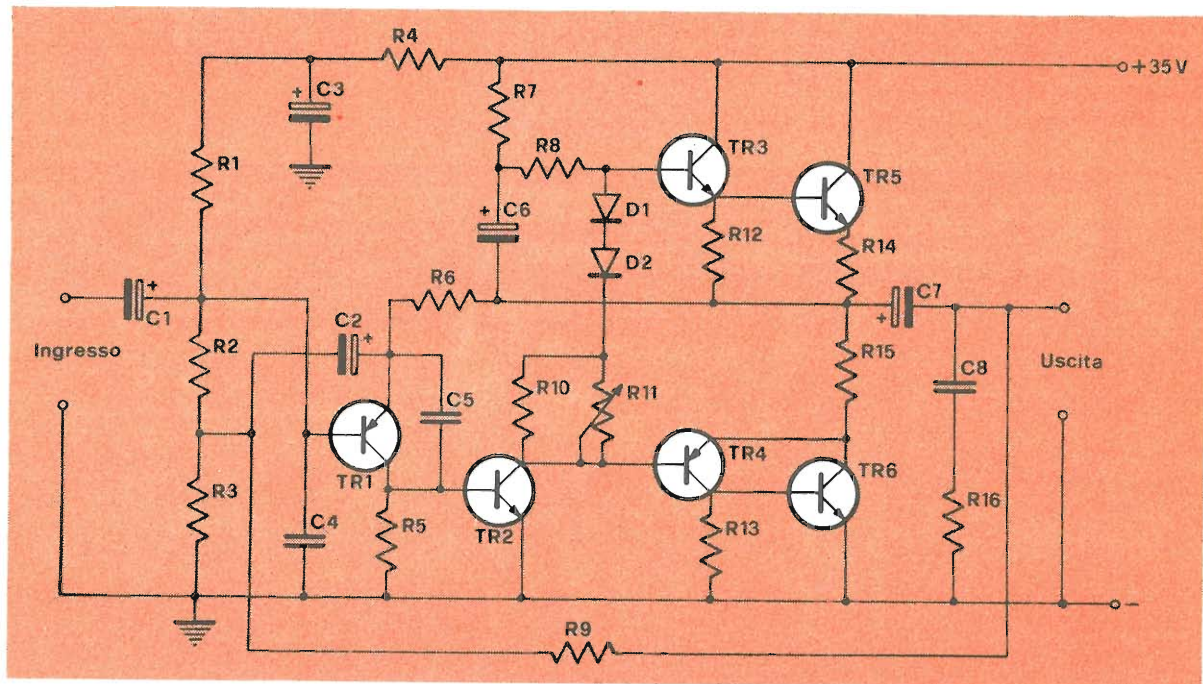 R4
+35 V
C3
+
R7
R1
R8
TR3
TR5
D1
+
C6
R12
R14
D2
R6
C7
+
C1
C2
+
+
Ingresso
R2
R15
C8
Uscita
R10
R11
C5
TR4
TR1
TR2
TR6
R3
C4
R5
R13
R16
R9
–